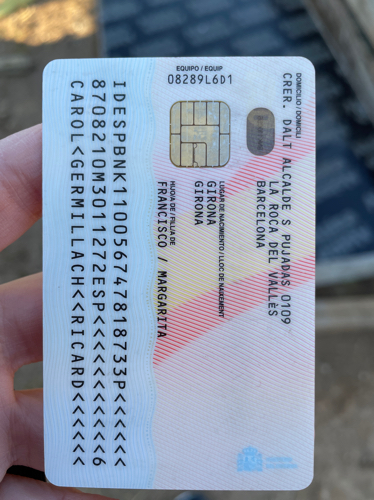 EQUIPO / EQUIP
08289L6D1
DOMICILIO / DOMICILI
CRER. DALT ALCALDE S PUJADAS 0109
LA ROCA DEL VALLÈS
BARCELONA
LUGAR DE NACIMIENTO / LLOC DE NAIXEMENT
GIRONA
GIRONA
HIJO/A DE / FILL/A DE
FRANCISCO / MARGARITA
IDESPBNK110056747818733P<<<<<<
8708210M3011272ESP<<<<<<<<<<<6
CAROL<GERMILLACH<<RICARD<<<<<<